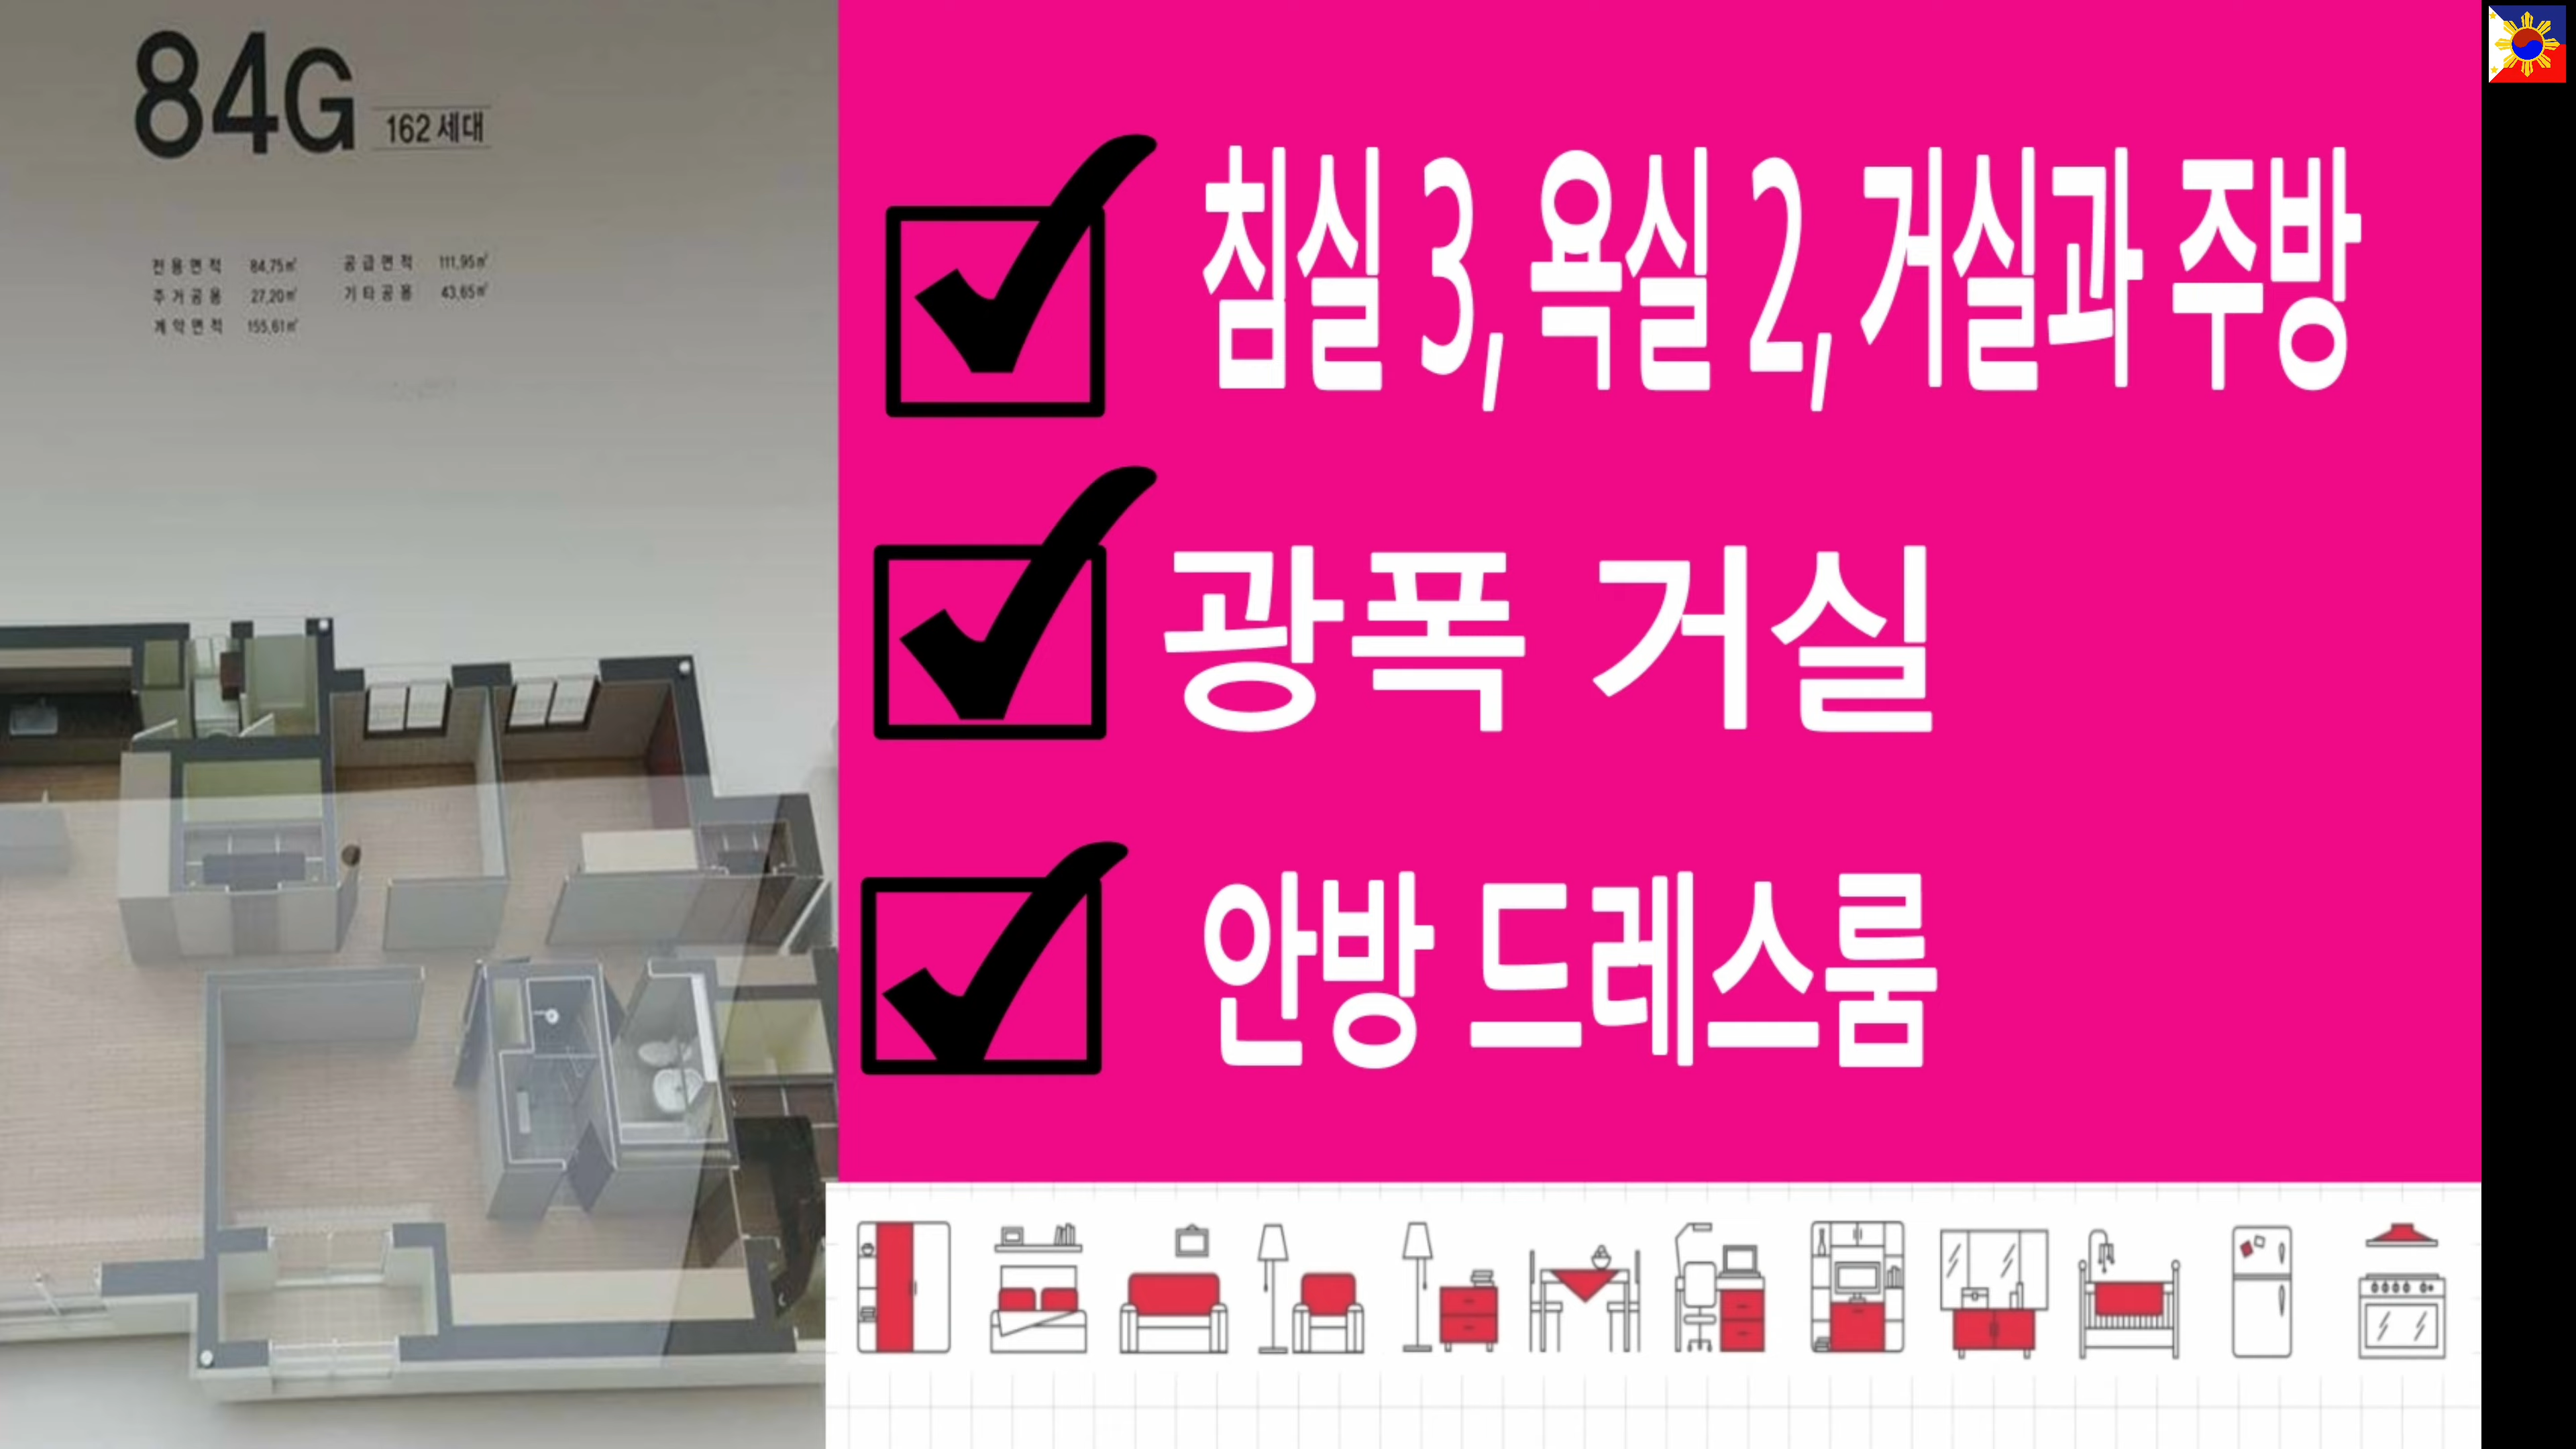 84G 162 세대
전용면적 84.75㎡ 공급면적 111.95㎡
주거공용 27.20㎡ 기타공용 43.65㎡
계약면적 155.61㎡
침실 3, 욕실 2, 거실과 주방
광폭 거실
안방 드레스룸